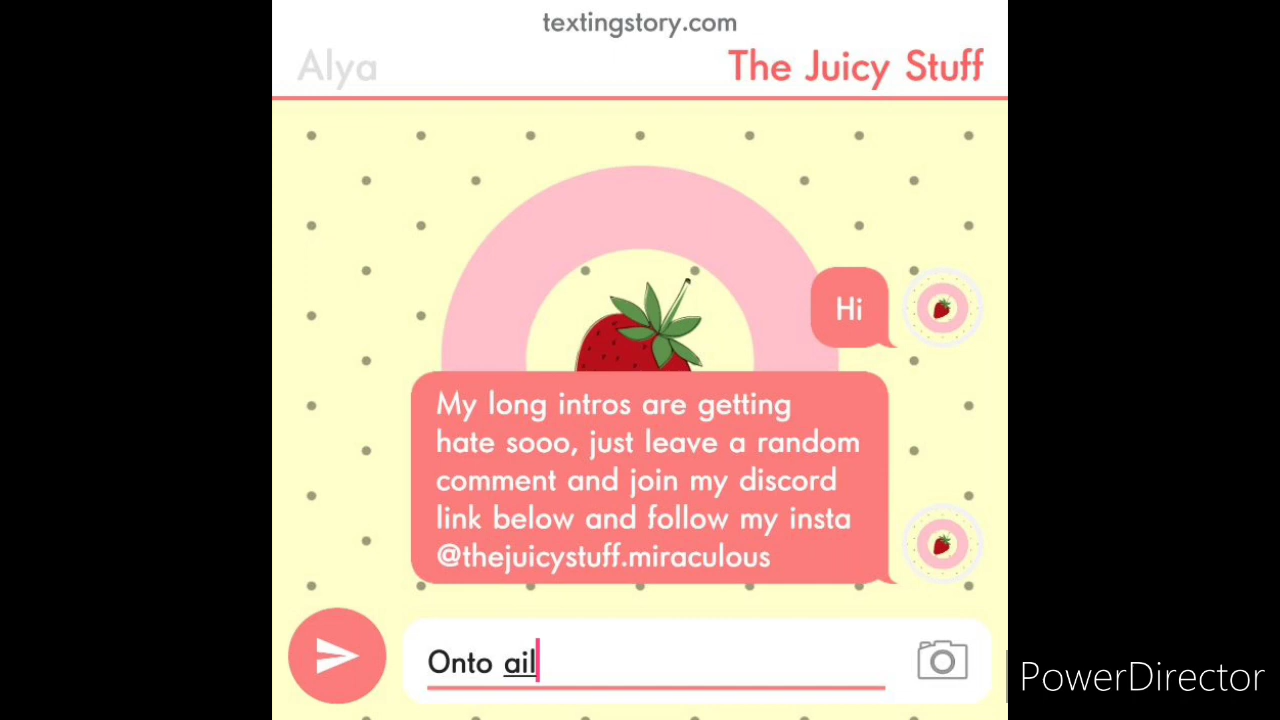 textingstory.com
Alya
The Juicy Stuff
Hi
My long intros are getting
hate sooo, just leave a random
comment and join my discord
link below and follow my insta
@thejuicystuff.miraculous
Onto ail
PowerDirector